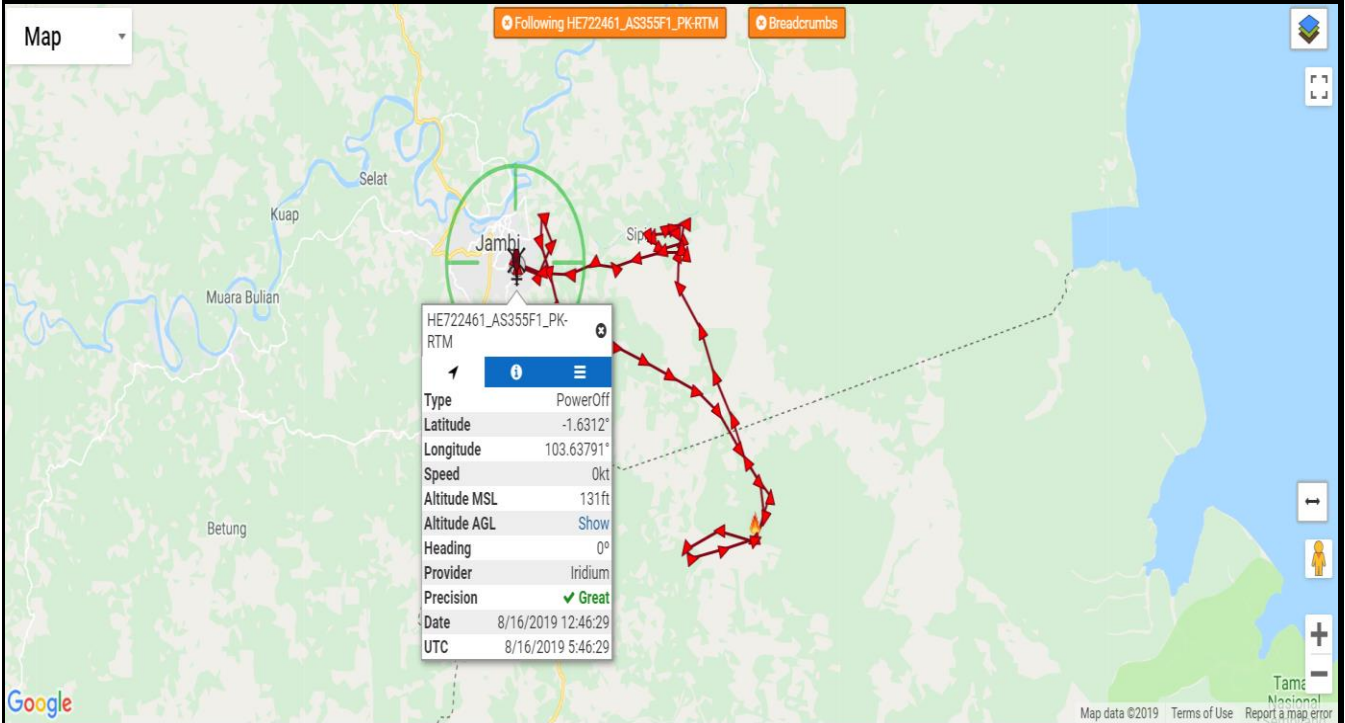 Map
Following HE722461_AS355F1_PK-RTM
Breadcrumbs
Selat
Kuap
Jambi
Muara Bulian
Betung
HE722461_AS355F1_PK-
RTM
Type PowerOff
Latitude -1.6312°
Longitude 103.63791°
Speed 0kt
Altitude MSL 131ft
Altitude AGL Show
Heading 0º
Provider Iridium
Precision ✔ Great
Date 8/16/2019 12:46:29
UTC 8/16/2019 5:46:29
Nasional
Google
Map data ©2019 Terms of Use Report a map error